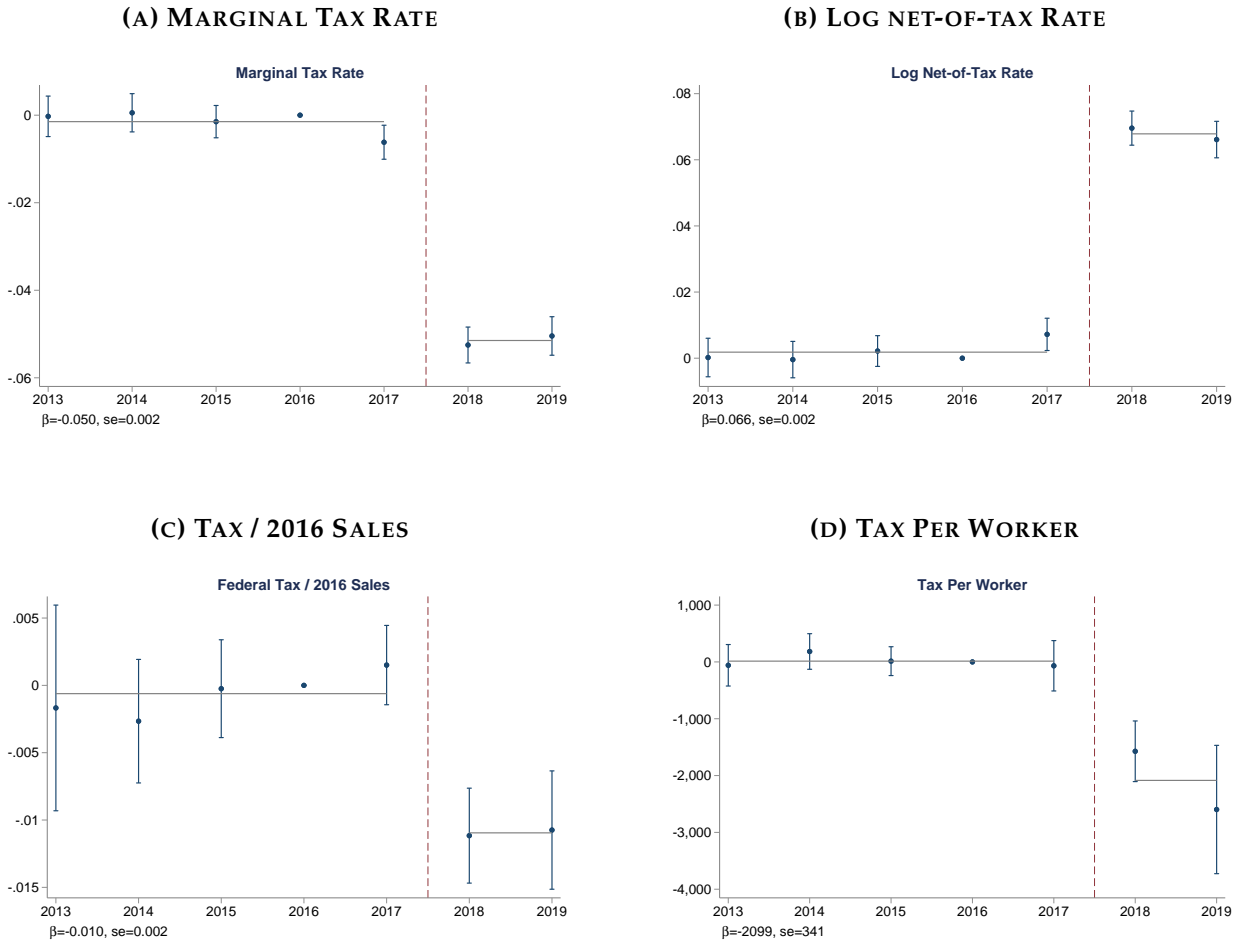 (A) MARGINAL TAX RATE
Marginal Tax Rate
0
-.02
-.04
-.06
2013 2014 2015 2016 2017 2018 2019
β=-0.050, se=0.002
(B) LOG NET-OF-TAX RATE
Log Net-of-Tax Rate
.08
.06
.04
.02
0
2013 2014 2015 2016 2017 2018 2019
β=0.066, se=0.002
(C) TAX / 2016 SALES
Federal Tax / 2016 Sales
.005
0
-.005
-.01
-.015
2013 2014 2015 2016 2017 2018 2019
β=-0.010, se=0.002
(D) TAX PER WORKER
Tax Per Worker
1,000
0
-1,000
-2,000
-3,000
-4,000
2013 2014 2015 2016 2017 2018 2019
β=-2099, se=341